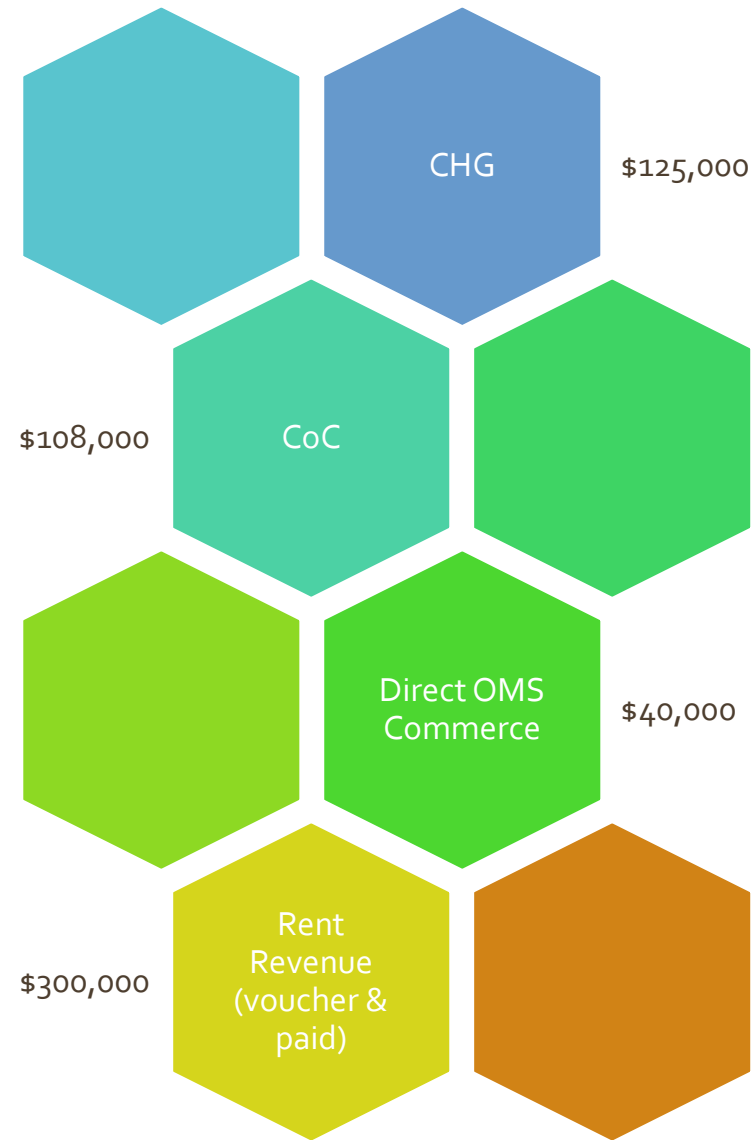 CHG
$125,000
$108,000
CoC
Direct OMS
Commerce
$40,000
$300,000
Rent
Revenue
(voucher &
paid)